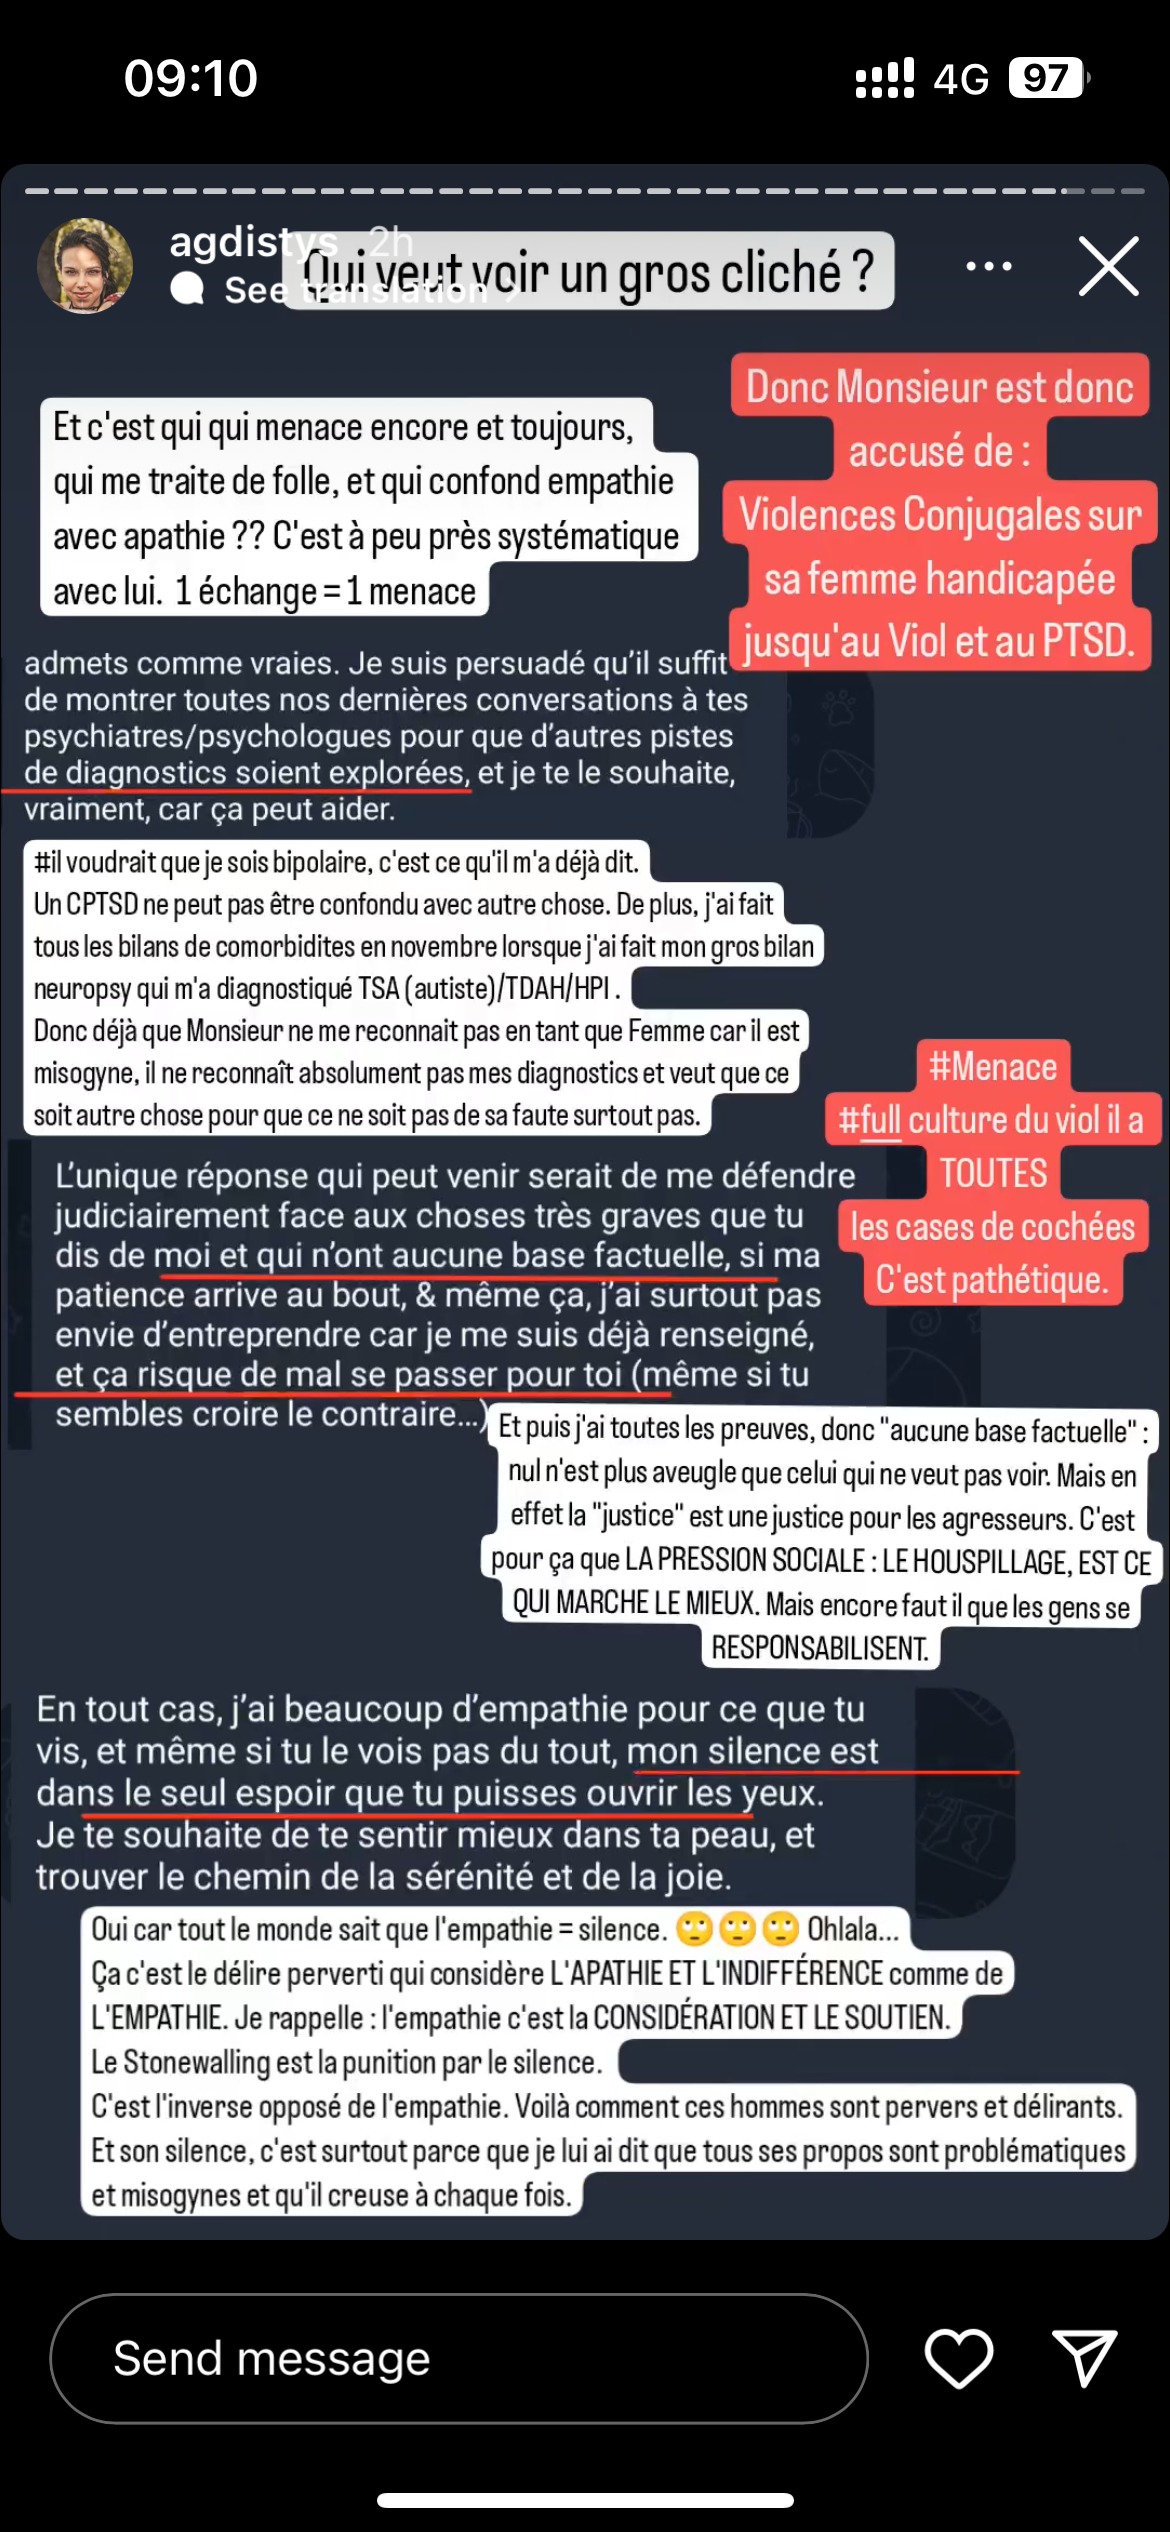 09:10
4G 97
agdistys 2h
See translation
Qui veut voir un gros cliché ?
Donc Monsieur est donc
accusé de :
Violences Conjugales sur
sa femme handicapée
jusqu'au Viol et au PTSD.
Et c'est qui qui menace encore et toujours,
qui me traite de folle, et qui confond empathie
avec apathie ?? C'est à peu près systématique
avec lui. 1 échange = 1 menace
admets comme vraies. Je suis persuadé qu'il suffit
de montrer toutes nos dernières conversations à tes
psychiatres/psychologues pour que d'autres pistes
de diagnostics soient explorées, et je te le souhaite,
vraiment, car ça peut aider.
#il voudrait que je sois bipolaire, c'est ce qu'il m'a déjà dit.
Un CPTSD ne peut pas être confondu avec autre chose. De plus, j'ai fait
tous les bilans de comorbidites en novembre lorsque j'ai fait mon gros bilan
neuropsy qui m'a diagnostiqué TSA (autiste)/TDAH/HPI .
Donc déjà que Monsieur ne me reconnait pas en tant que Femme car il est
misogyne, il ne reconnaît absolument pas mes diagnostics et veut que ce
soit autre chose pour que ce ne soit pas de sa faute surtout pas.
#Menace
#full culture du viol il a
TOUTES
les cases de cochées
C'est pathétique.
L'unique réponse qui peut venir serait de me défendre
judiciairement face aux choses très graves que tu
dis de moi et qui n'ont aucune base factuelle, si ma
patience arrive au bout, & même ça, j'ai surtout pas
envie d'entreprendre car je me suis déjà renseigné,
et ça risque de mal se passer pour toi (même si tu
sembles croire le contraire...)
Et puis j'ai toutes les preuves, donc "aucune base factuelle" :
nul n'est plus aveugle que celui qui ne veut pas voir. Mais en
effet la "justice" est une justice pour les agresseurs. C'est
pour ça que LA PRESSION SOCIALE : LE HOUSPILLAGE, EST CE
QUI MARCHE LE MIEUX. Mais encore faut il que les gens se
RESPONSABILISENT.
En tout cas, j'ai beaucoup d'empathie pour ce que tu
vis, et même si tu le vois pas du tout, mon silence est
dans le seul espoir que tu puisses ouvrir les yeux.
Je te souhaite de te sentir mieux dans ta peau, et
trouver le chemin de la sérénité et de la joie.
Oui car tout le monde sait que l'empathie = silence. 🙄🙄🙄 Ohlala...
Ça c'est le délire perverti qui considère L'APATHIE ET L'INDIFFÉRENCE comme de
L'EMPATHIE. Je rappelle : l'empathie c'est la CONSIDÉRATION ET LE SOUTIEN.
Le Stonewalling est la punition par le silence.
C'est l'inverse opposé de l'empathie. Voilà comment ces hommes sont pervers et délirants.
Et son silence, c'est surtout parce que je lui ai dit que tous ses propos sont problématiques
et misogynes et qu'il creuse à chaque fois.
Send message